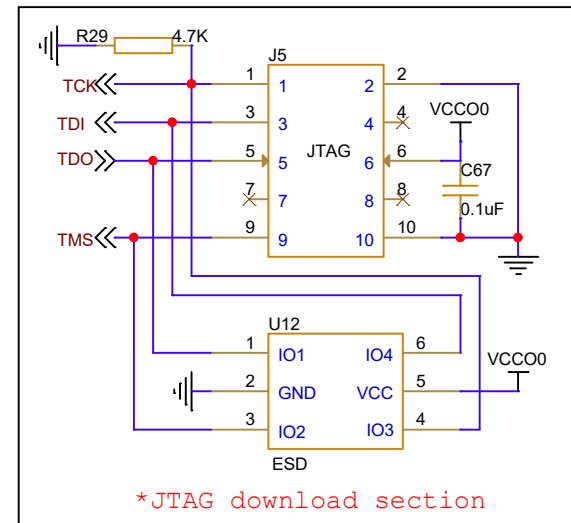 R29 4.7K
J5
TCK 1 1 2 2
VCCO0
TDI 3 3 4 4
TDO 5 5 JTAG 6 6
C67
7 7 8 8
0.1uF
TMS 9 9 10 10
U12
1 IO1 IO4 6
VCCO0
2 GND VCC 5
3 IO2 IO3 4
ESD
*JTAG download section